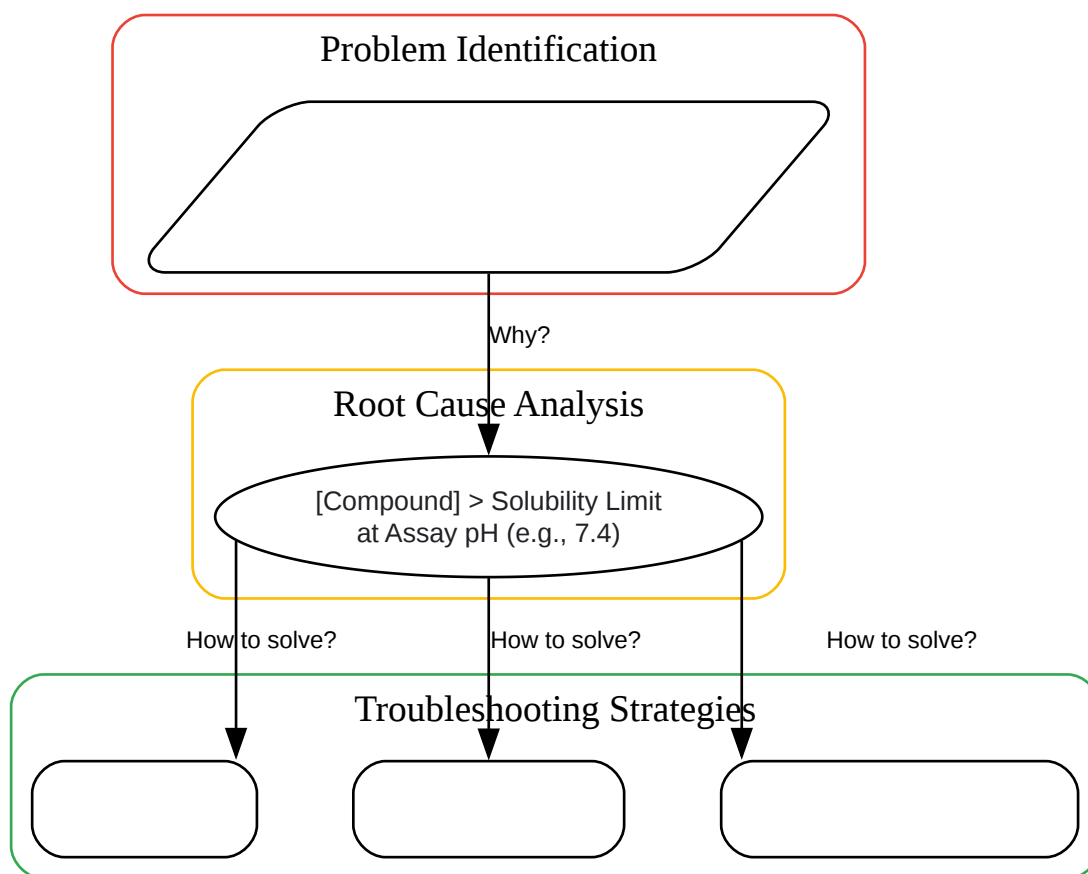 Problem Identification
Why?
Root Cause Analysis
[Compound] > Solubility Limit
at Assay pH (e.g., 7.4)
How to solve?
How to solve?
How to solve?
Troubleshooting Strategies